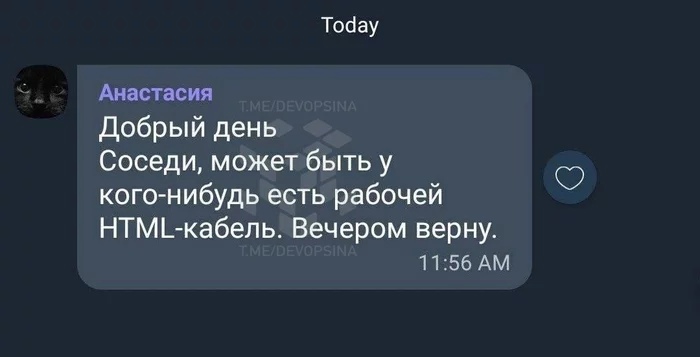 Today
Анастасия
T.ME/DEVOPSINA
Добрый день
Соседи, может быть у
кого-нибудь есть рабочей
HTML-кабель. Вечером верну.
T.ME/DEVOPSINA
11:56 AM